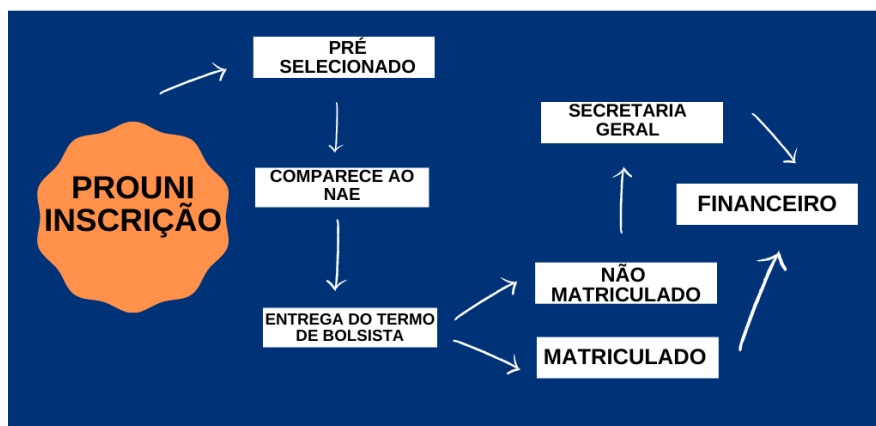 PROUNI
INSCRIÇÃO
PRÉ
SELECIONADO
COMPARECE AO
NAE
ENTREGA DO TERMO
DE BOLSISTA
NÃO
MATRICULADO
MATRICULADO
SECRETARIA
GERAL
FINANCEIRO